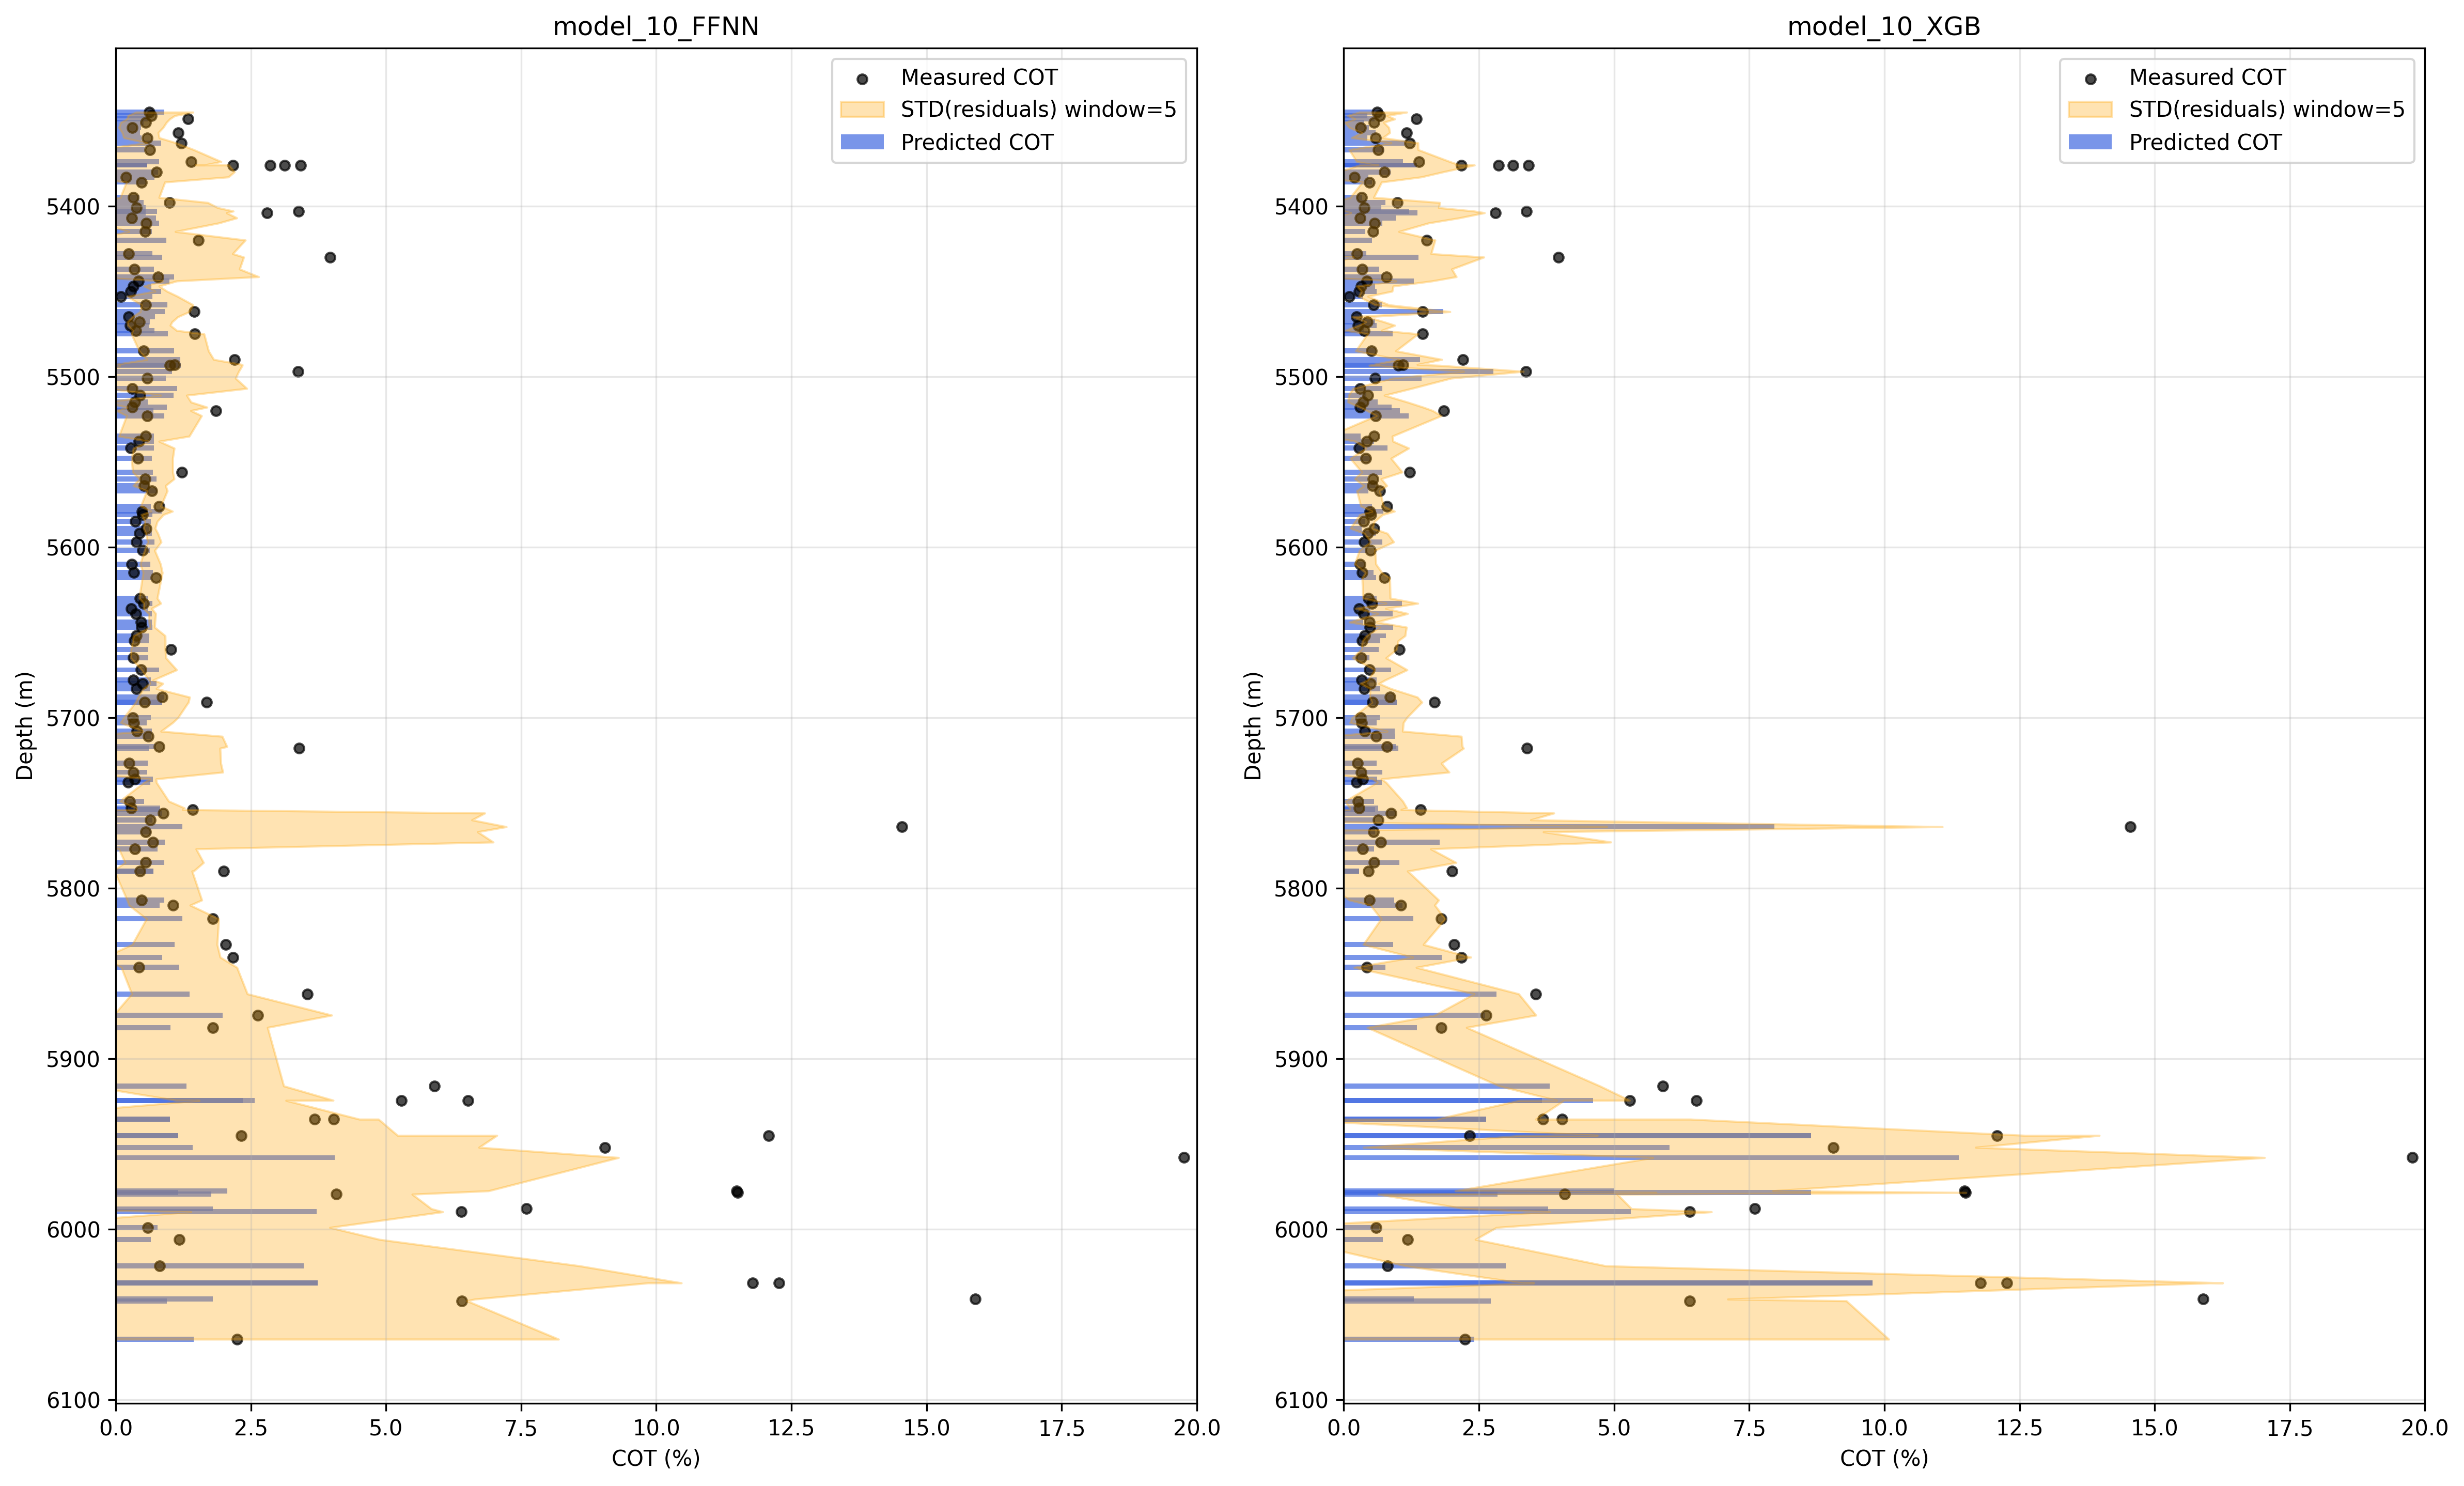 model_10_FFNN
Measured COT
STD(residuals) window=5
Predicted COT
5400
5500
5600
5700
5800
5900
6000
6100
Depth (m)
0.0 2.5 5.0 7.5 10.0 12.5 15.0 17.5 20.0
COT (%)
model_10_XGB
Measured COT
STD(residuals) window=5
Predicted COT
5400
5500
5600
5700
5800
5900
6000
6100
Depth (m)
0.0 2.5 5.0 7.5 10.0 12.5 15.0 17.5 20.0
COT (%)